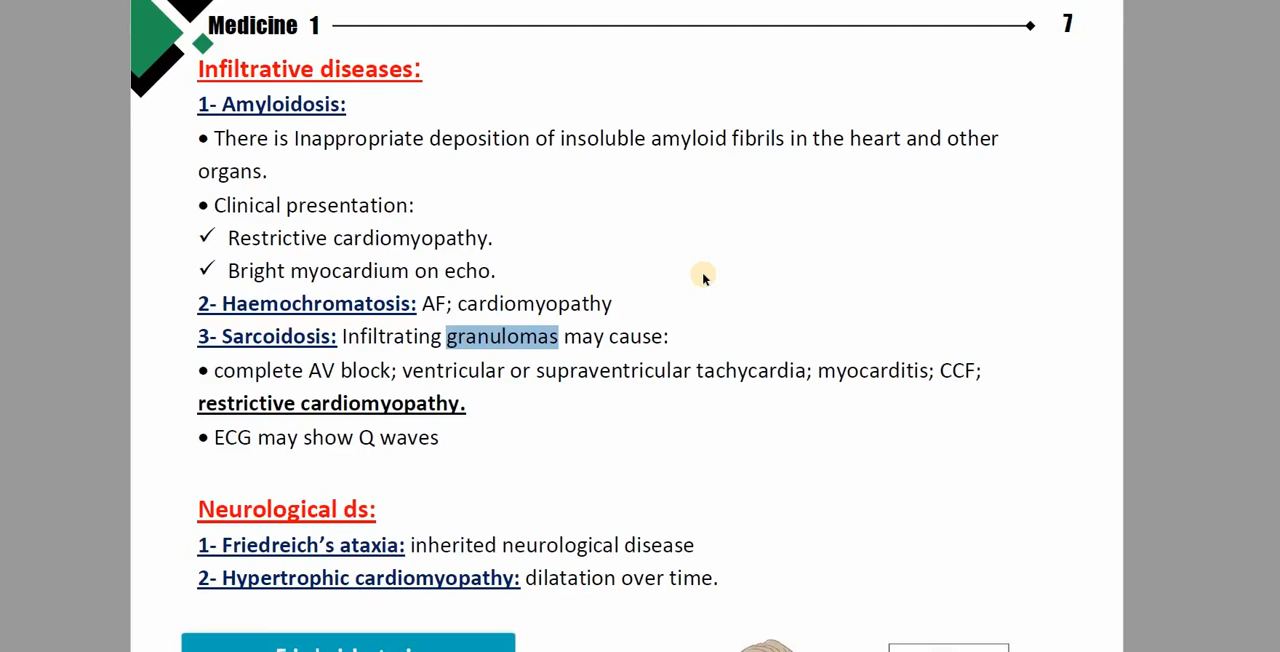 Medicine 1
7
Infiltrative diseases:
1- Amyloidosis:
• There is Inappropriate deposition of insoluble amyloid fibrils in the heart and other
organs.
• Clinical presentation:
✓ Restrictive cardiomyopathy.
✓ Bright myocardium on echo.
2- Haemochromatosis: AF; cardiomyopathy
3- Sarcoidosis: Infiltrating granulomas may cause:
• complete AV block; ventricular or supraventricular tachycardia; myocarditis; CCF;
restrictive cardiomyopathy.
• ECG may show Q waves
Neurological ds:
1- Friedreich’s ataxia: inherited neurological disease
2- Hypertrophic cardiomyopathy: dilatation over time.